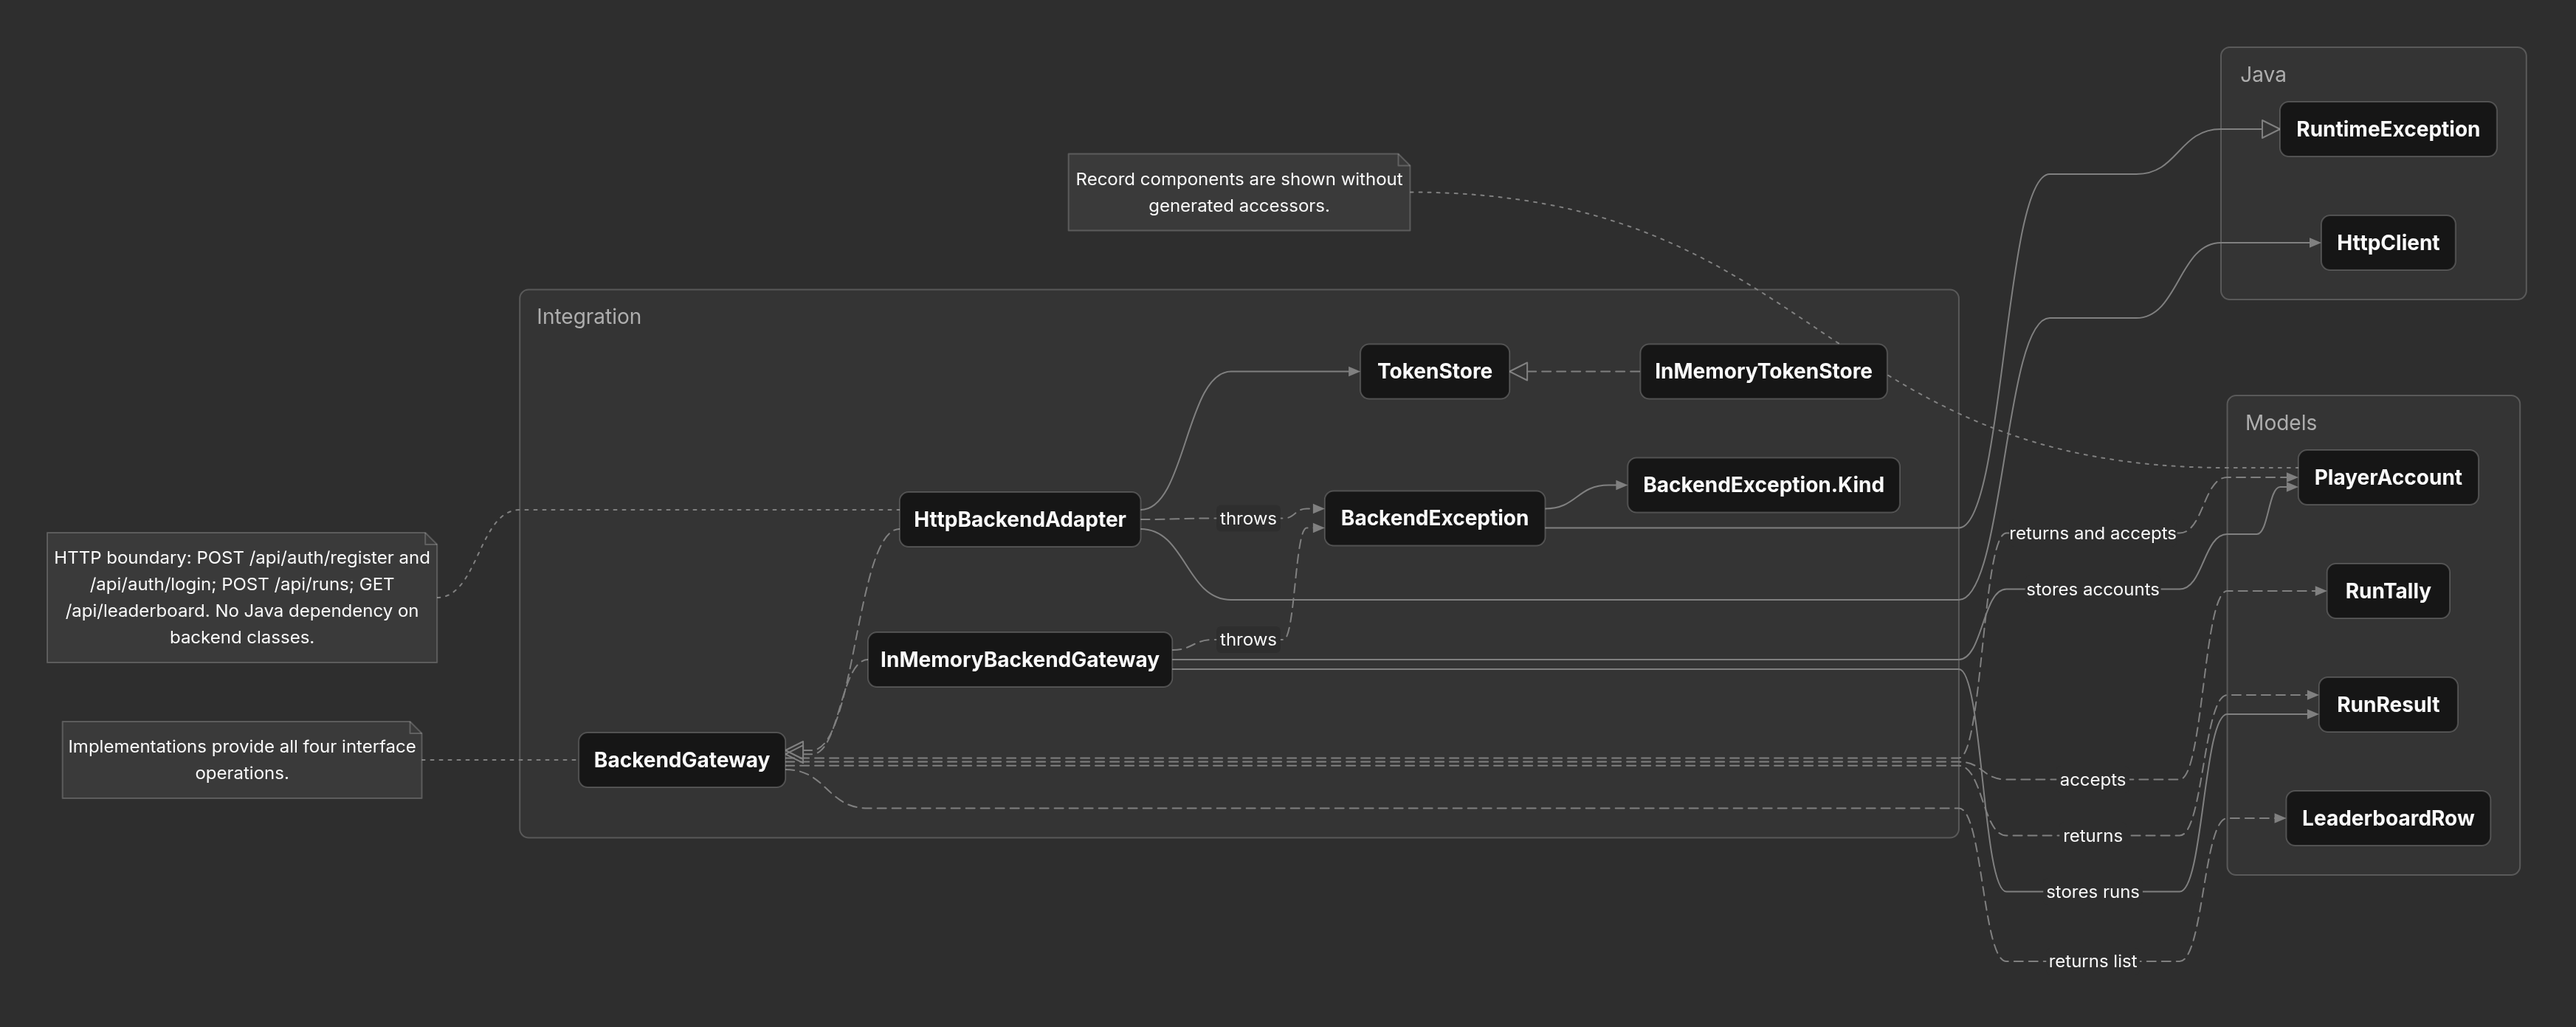 Java
RuntimeException
HttpClient
Record components are shown without
generated accessors.
Integration
TokenStore
InMemoryTokenStore
BackendException.Kind
HttpBackendAdapter
throws
BackendException
HTTP boundary: POST /api/auth/register and
/api/auth/login; POST /api/runs; GET
/api/leaderboard. No Java dependency on
backend classes.
throws
InMemoryBackendGateway
Implementations provide all four interface
operations.
BackendGateway
returns and accepts
stores accounts
accepts
returns
stores runs
returns list
Models
PlayerAccount
RunTally
RunResult
LeaderboardRow